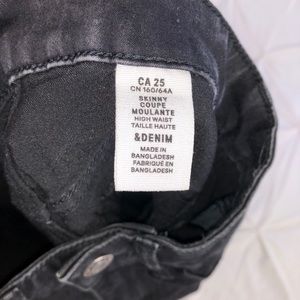 CA 25
CN 160/64A
SKINNY
COUPE
MOULANTE
HIGH WAIST
TAILLE HAUTE
&DENIM
MADE IN
BANGLADESH
FABRIQUÉ EN
BANGLADESH